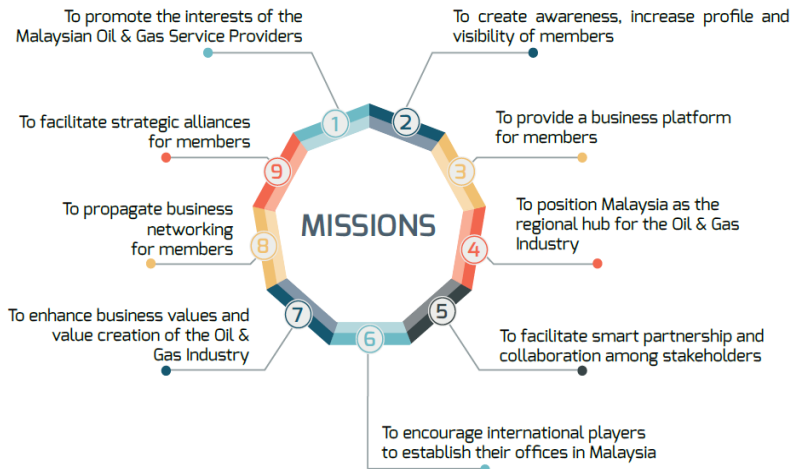 MISSIONS
1
To promote the interests of the
Malaysian Oil & Gas Service Providers
2
To create awareness, increase profile and
visibility of members
3
To provide a business platform
for members
4
To position Malaysia as the
regional hub for the Oil & Gas
Industry
5
To facilitate smart partnership and
collaboration among stakeholders
6
To encourage international players
to establish their offices in Malaysia
7
To enhance business values and
value creation of the Oil &
Gas Industry
8
To propagate business
networking
for members
9
To facilitate strategic alliances
for members